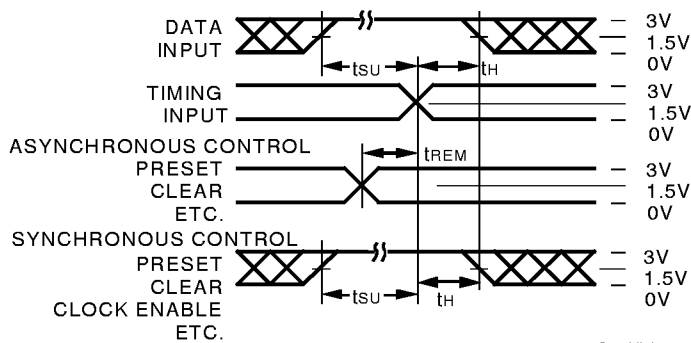 DATA INPUT
3V
1.5V
0V
tSU
tH
TIMING INPUT
3V
1.5V
0V
ASYNCHRONOUS CONTROL
PRESET
CLEAR
ETC.
tREM
3V
1.5V
0V
SYNCHRONOUS CONTROL
PRESET
CLEAR
CLOCK ENABLE
ETC.
tSU
tH
3V
1.5V
0V